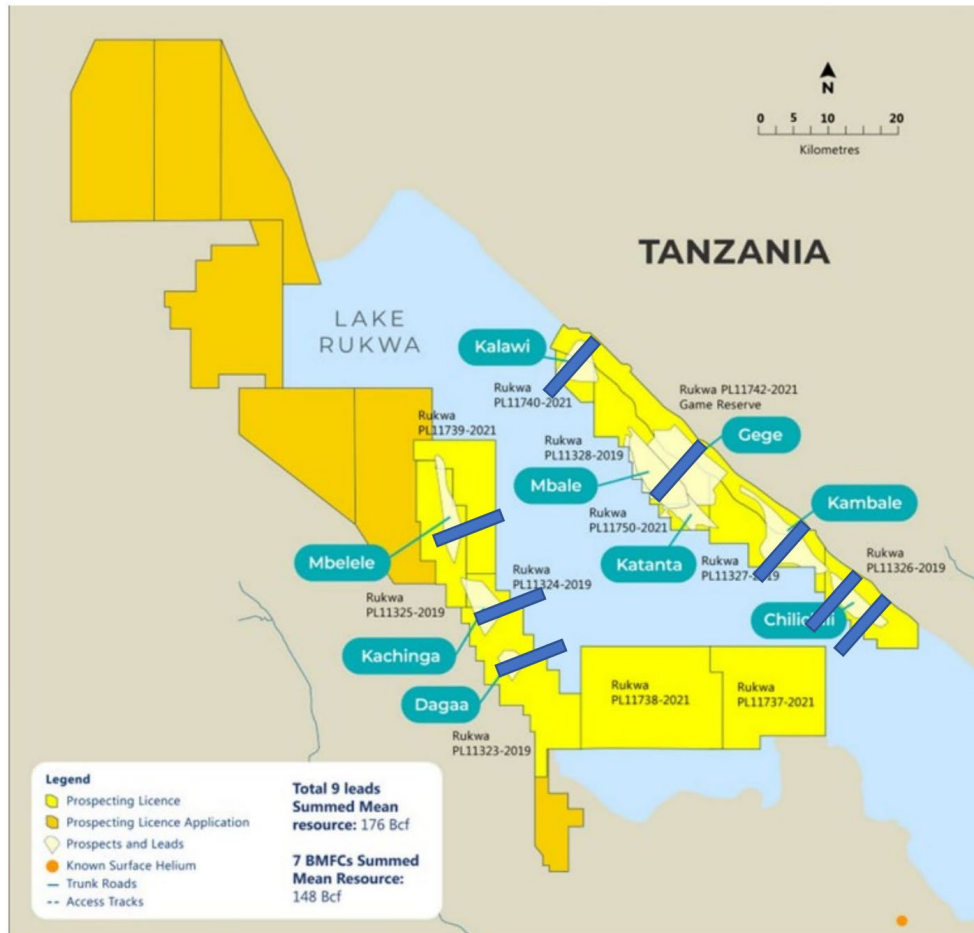 N
0 5 10 20
Kilometres
TANZANIA
LAKE
RUKWA
Kalawi
Rukwa
PL11740-2021
Rukwa PL11742-2021
Game Reserve
Rukwa
PL11739-2021
Gege
Rukwa
PL11328-2019
Mbale
Kambale
Rukwa
PL11750-2021
Katanta
Rukwa
Rukwa
PL11326-2019
Mbelele
Rukwa
PL11324-2019
Rukwa
PL11325-2019
Kachinga
Dagaa
Rukwa
PL11738-2021
Rukwa
PL11737-2021
Rukwa
PL11323-2019
Legend
Prospecting Licence
Prospecting Licence Application
Prospects and Leads
Known Surface Helium
Trunk Roads
Access Tracks
Total 9 leads
Summed Mean
resource: 176 Bcf
7 BMFCs Summed
Mean Resource:
148 Bcf